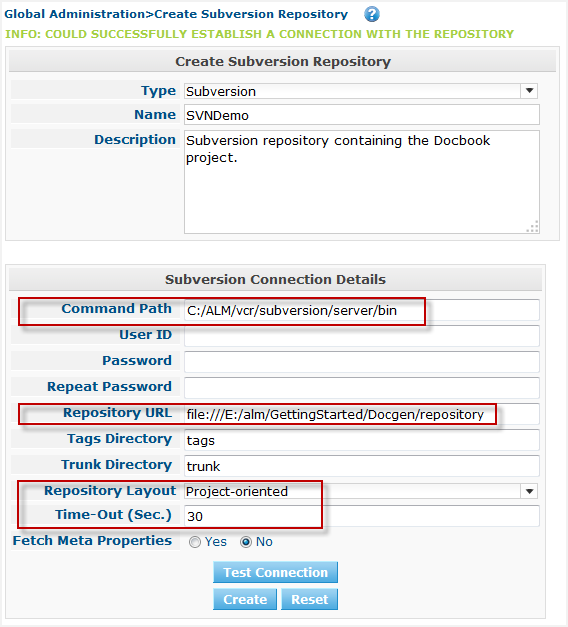 Global Administration>Create Subversion Repository ?
INFO: COULD SUCCESSFULLY ESTABLISH A CONNECTION WITH THE REPOSITORY
Create Subversion Repository
Type Subversion
Name SVNDemo
Description Subversion repository containing the Docbook
project.
Subversion Connection Details
Command Path C:/ALM/vcr/subversion/server/bin
User ID
Password
Repeat Password
Repository URL file:///E:/alm/GettingStarted/Docgen/repository
Tags Directory tags
Trunk Directory trunk
Repository Layout Project-oriented
Time-Out (Sec.) 30
Fetch Meta Properties Yes No
Test Connection
Create Reset